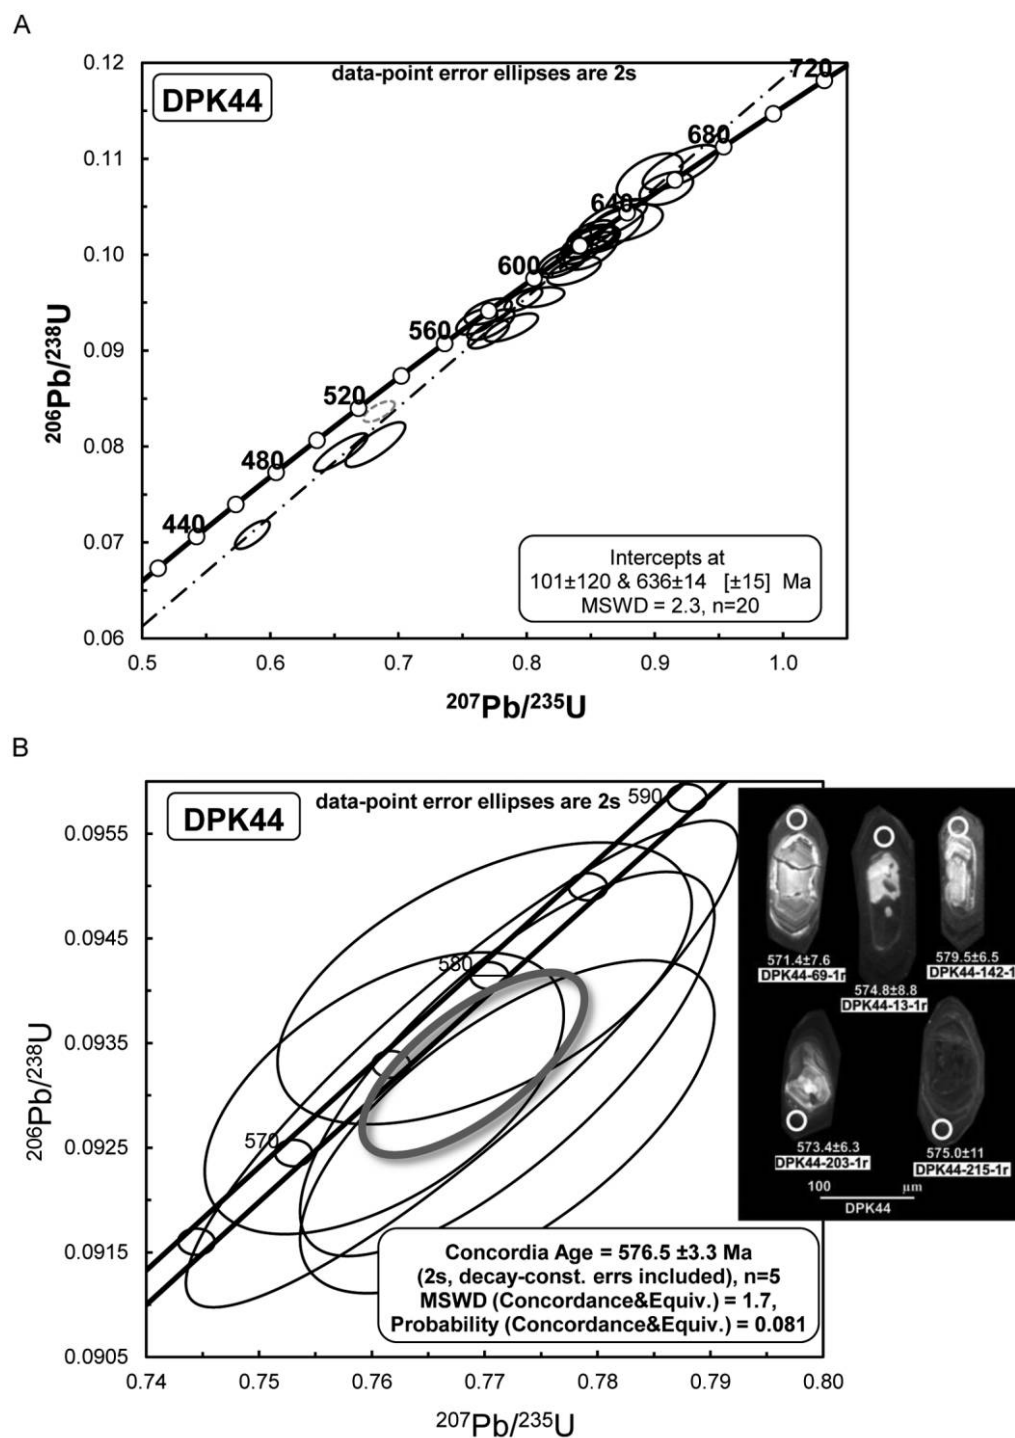 A
data-point error ellipses are 2s
DPK44
0.12
0.11
0.10
0.09
0.08
0.07
0.06
720
680
640
600
560
520
480
440
206Pb/238U
Intercepts at
101±120 & 636±14 [±15] Ma
MSWD = 2.3, n=20
0.5
0.6
0.7
0.8
0.9
1.0
207Pb/235U
B
DPK44
data-point error ellipses are 2s
590
580
570
0.0955
0.0945
0.0935
0.0925
0.0915
0.0905
206Pb/238U
571.4±7.6
DPK44-69-1r
574.8±8.8
DPK44-13-1r
579.5±6.5
DPK44-142-1
573.4±6.3
DPK44-203-1r
575.0±11
DPK44-215-1r
100 µm
DPK44
Concordia Age = 576.5 ±3.3 Ma
(2s, decay-const. errs included), n=5
MSWD (Concordance&Equiv.) = 1.7,
Probability (Concordance&Equiv.) = 0.081
0.74
0.75
0.76
0.77
0.78
0.79
0.80
207Pb/235U